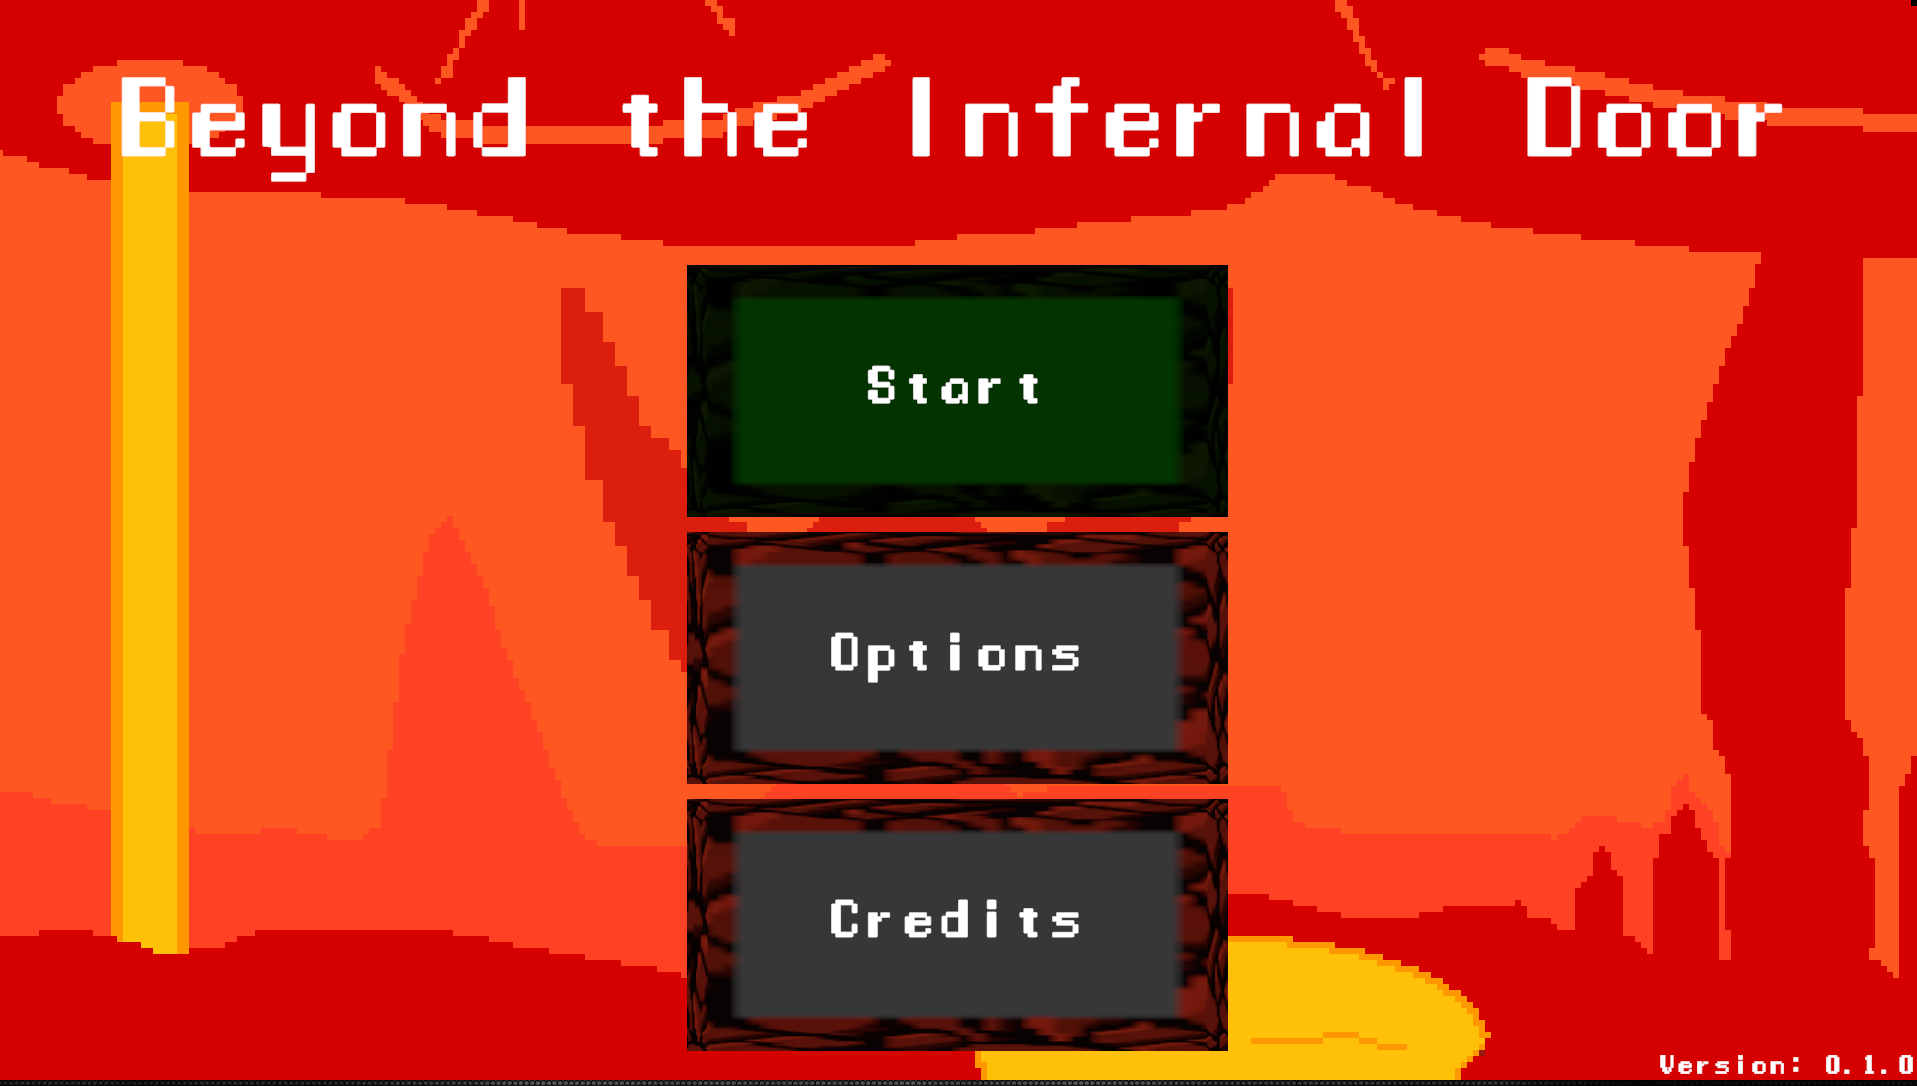 Beyond the Infernal Door
Start
Options
Credits
Version: 0.1.0